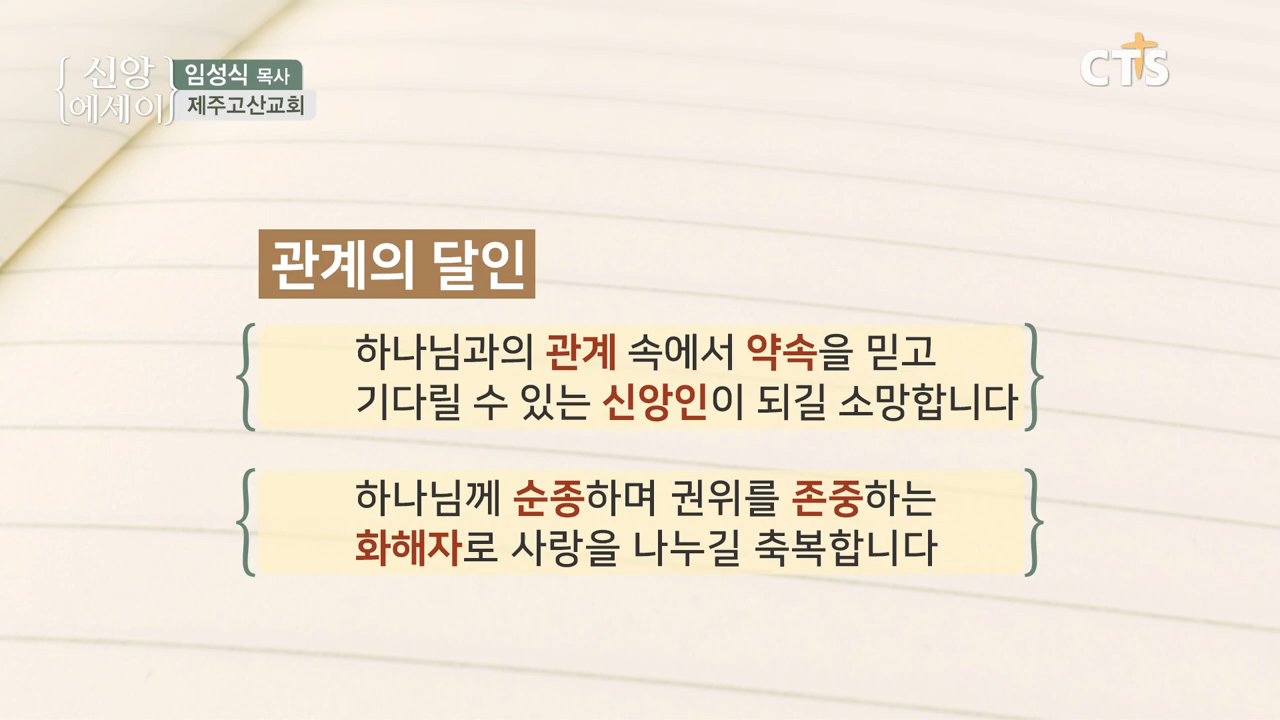 신앙
에세이
임성식 목사
제주고산교회
CTS
관계의 달인
하나님과의 관계 속에서 약속을 믿고
기다릴 수 있는 신앙인이 되길 소망합니다
하나님께 순종하며 권위를 존중하는
화해자로 사랑을 나누길 축복합니다